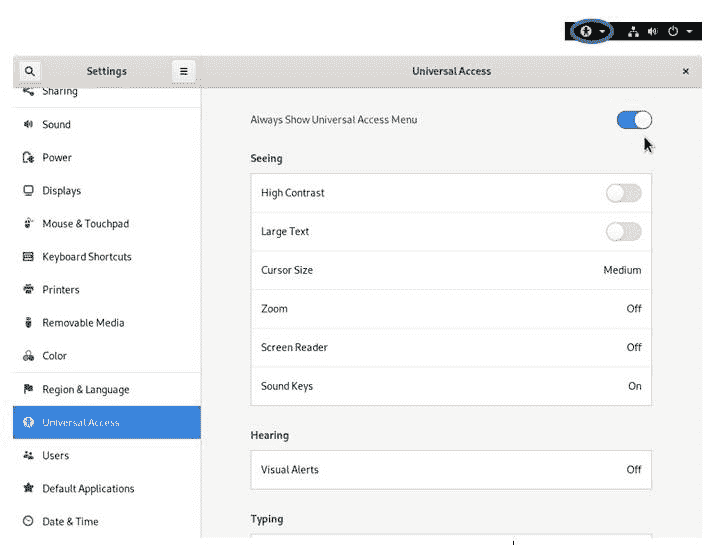 Settings
Universal Access
Sharing
Sound
Power
Displays
Mouse & Touchpad
Keyboard Shortcuts
Printers
Removable Media
Color
Region & Language
Universal Access
Users
Default Applications
Date & Time
Always Show Universal Access Menu
Seeing
High Contrast
Large Text
Cursor Size Medium
Zoom Off
Screen Reader Off
Sound Keys On
Hearing
Visual Alerts Off
Typing